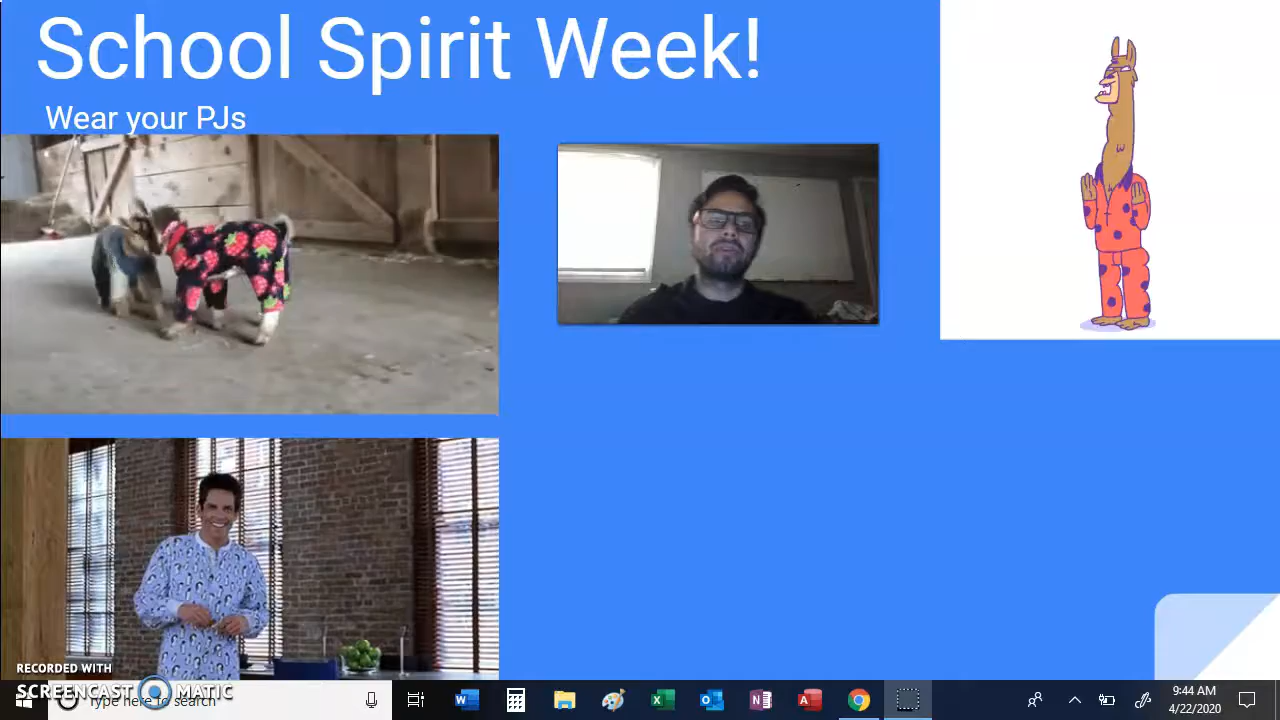 School Spirit Week!
Wear your PJs
RECORDED WITH
SCREENCAST MATIC
Type here to search
9:44 AM
4/22/2020